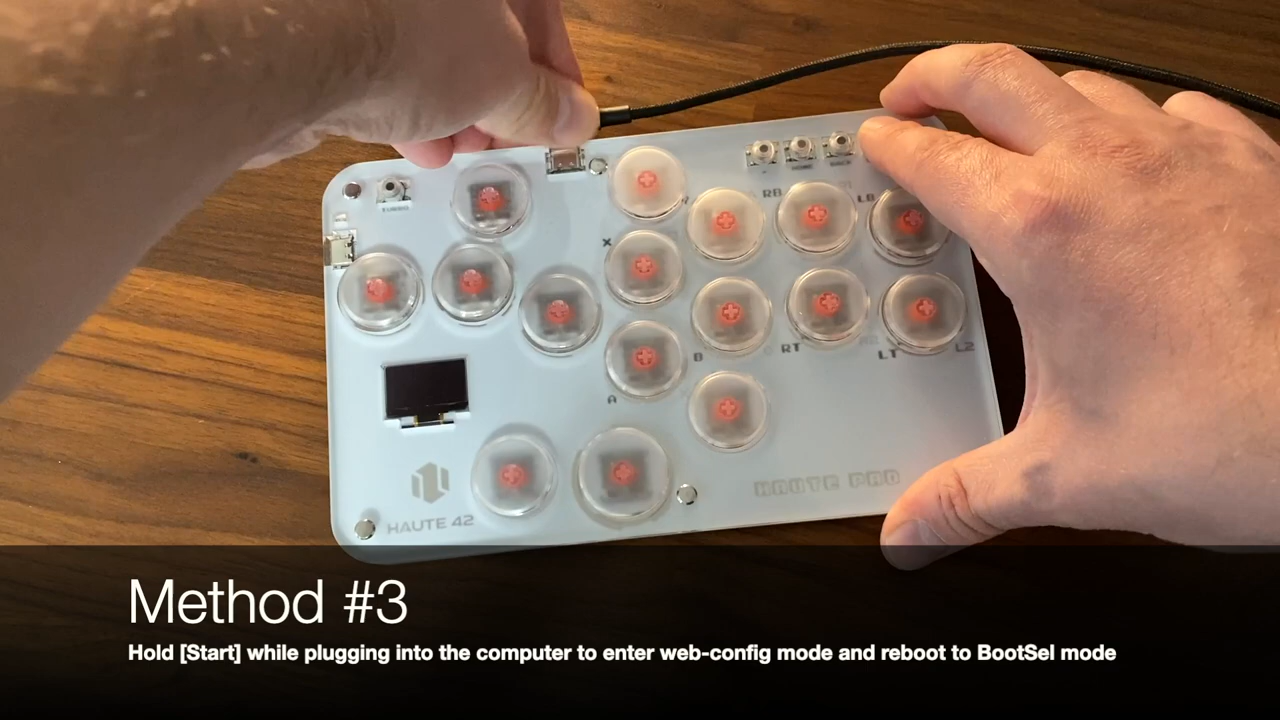 RB
LB
X
B
RT
LT
L2
A
HAUTE PAD
HAUTE 42
Method #3
Hold [Start] while plugging into the computer to enter web-config mode and reboot to BootSel mode